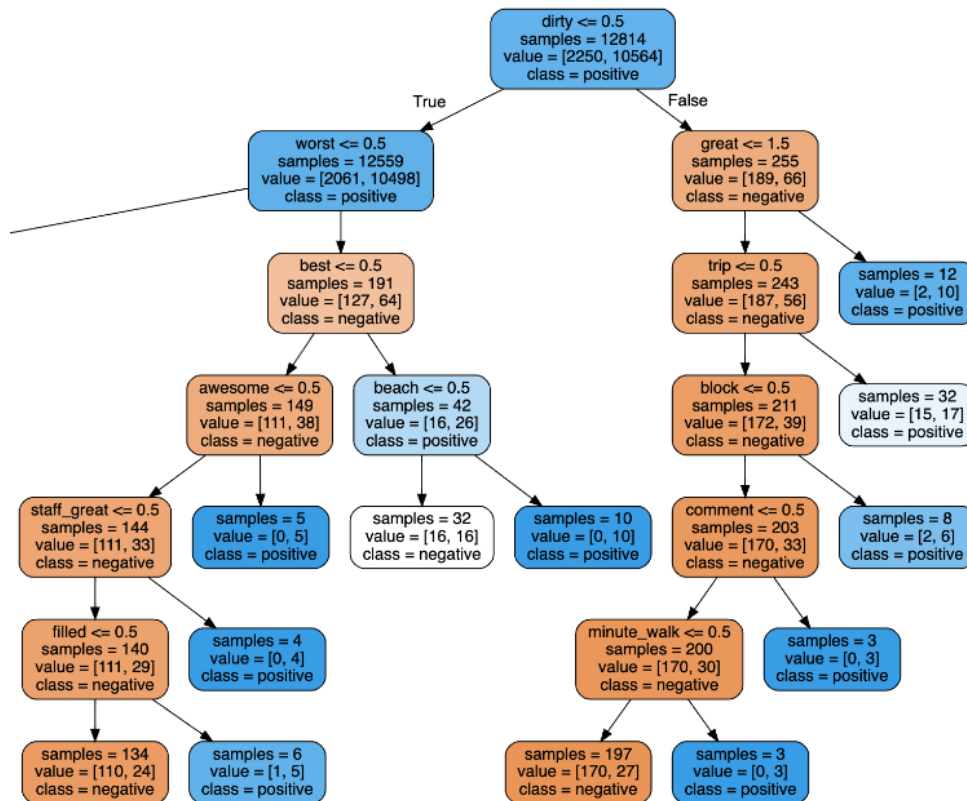 dirty <= 0.5
samples = 12814
value = [2250, 10564]
class = positive
True
False
worst <= 0.5
samples = 12559
value = [2061, 10498]
class = positive
great <= 1.5
samples = 255
value = [189, 66]
class = negative
best <= 0.5
samples = 191
value = [127, 64]
class = negative
trip <= 0.5
samples = 243
value = [187, 56]
class = negative
samples = 12
value = [2, 10]
class = positive
awesome <= 0.5
samples = 149
value = [111, 38]
class = negative
beach <= 0.5
samples = 42
value = [16, 26]
class = positive
block <= 0.5
samples = 211
value = [172, 39]
class = negative
samples = 32
value = [15, 17]
class = positive
staff_great <= 0.5
samples = 144
value = [111, 33]
class = negative
samples = 5
value = [0, 5]
class = positive
samples = 32
value = [16, 16]
class = negative
samples = 10
value = [0, 10]
class = positive
comment <= 0.5
samples = 203
value = [170, 33]
class = negative
samples = 8
value = [2, 6]
class = positive
filled <= 0.5
samples = 140
value = [111, 29]
class = negative
samples = 4
value = [0, 4]
class = positive
minute_walk <= 0.5
samples = 200
value = [170, 30]
class = negative
samples = 3
value = [0, 3]
class = positive
samples = 134
value = [110, 24]
class = negative
samples = 6
value = [1, 5]
class = positive
samples = 197
value = [170, 27]
class = negative
samples = 3
value = [0, 3]
class = positive